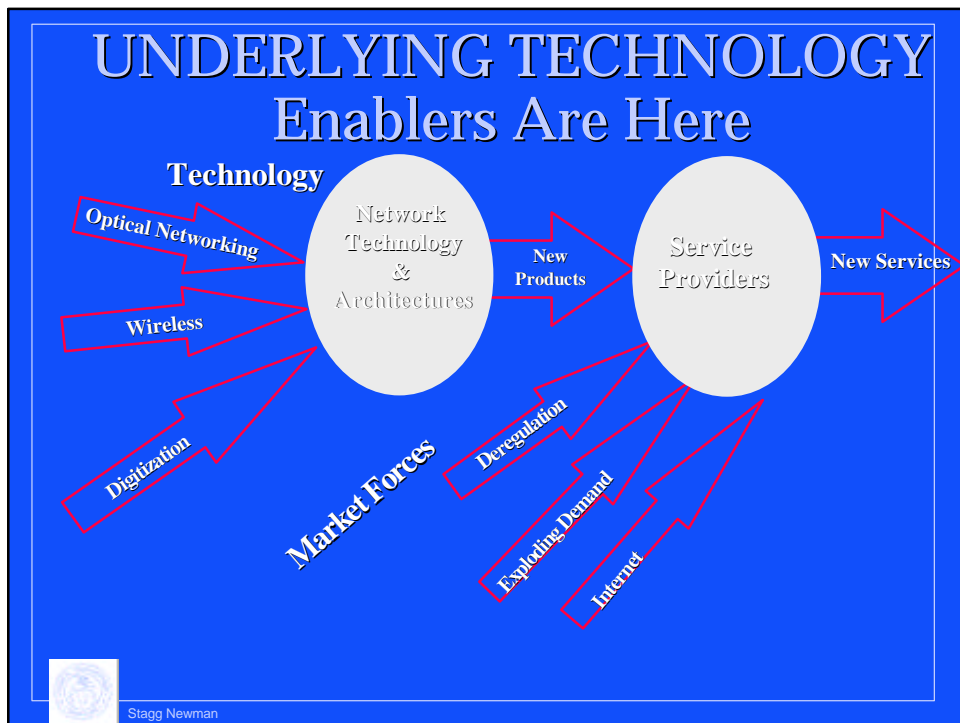 UNDERLYING TECHNOLOGY
Enablers Are Here
Technology
Optical Networking
Wireless
Digitization
Network
Technology
&
Architectures
New
Products
Service
Providers
New Services
Market Forces
Deregulation
Exploding Demand
Internet
Stagg Newman